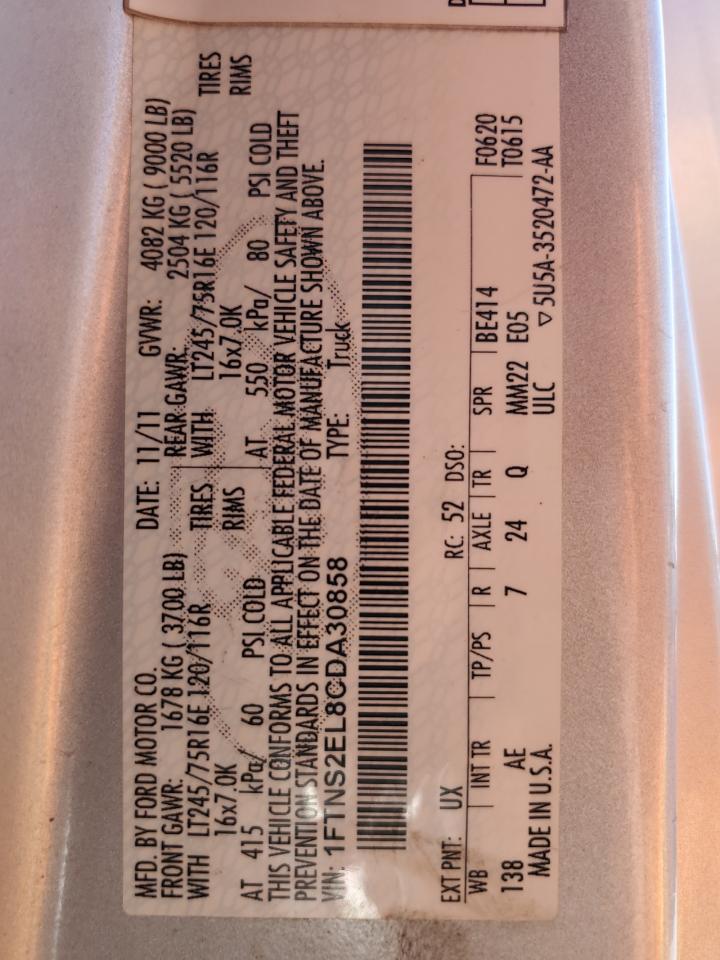 MFD. BY FORD MOTOR CO. DATE: 11/11 GVWR: 4082 KG ( 9000 LB)
FRONT GAWR: 1678 KG ( 3700 LB) REAR GAWR: 2504 KG ( 5520 LB)
WITH LT245/75R16E 120/116R TIRES WITH LT245/75R16E 120/116R TIRES
16x7.0K RIMS 16x7.0K RIMS
AT 415 kPa/ 60 PSI COLD AT 550 kPa/ 80 PSI COLD
THIS VEHICLE CONFORMS TO ALL APPLICABLE FEDERAL MOTOR VEHICLE SAFETY AND THEFT
PREVENTION STANDARDS IN EFFECT ON THE DATE OF MANUFACTURE SHOWN ABOVE.
VIN: 1FTNS2EL8CDA30858 TYPE: Truck
EXT PNT: UX RC: 52 DSO:
WB INT TR TP/PS R AXLE TR SPR BE414 F0620
138 AE 7 24 Q MM22 E05 T0615
MADE IN U.S.A. ULC ▽5U5A-3520472-AA